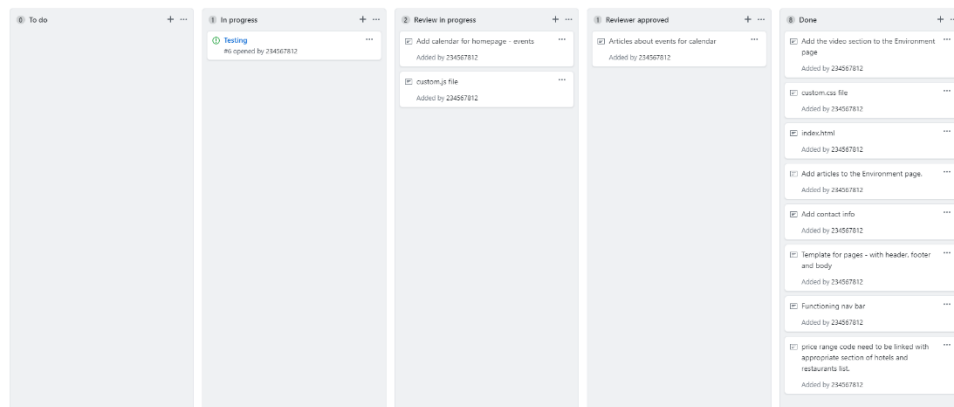 0 To do
1 In progress
Testing
#6 opened by 234567812
2 Review in progress
Add calendar for homepage - events
Added by 234567812
custom.js file
Added by 234567812
1 Reviewer approved
Articles about events for calendar
Added by 234567812
8 Done
Add the video section to the Environment
page
Added by 234567812
custom.css file
Added by 234567812
index.html
Added by 234567812
Add articles to the Environment page.
Added by 234567812
Add contact info
Added by 234567812
Template for pages - with header, footer
and body
Added by 234567812
Functioning nav bar
Added by 234567812
price range code need to be linked with
appropriate section of hotels and
restaurants list.
Added by 234567812